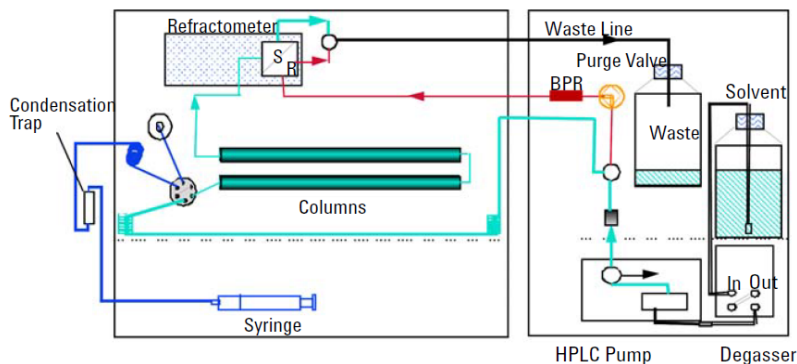 Refractometer
S
R
Waste Line
Purge Valve
BPR
Solvent
Condensation
Trap
Waste
Columns
In Out
Syringe
HPLC Pump
Degasser